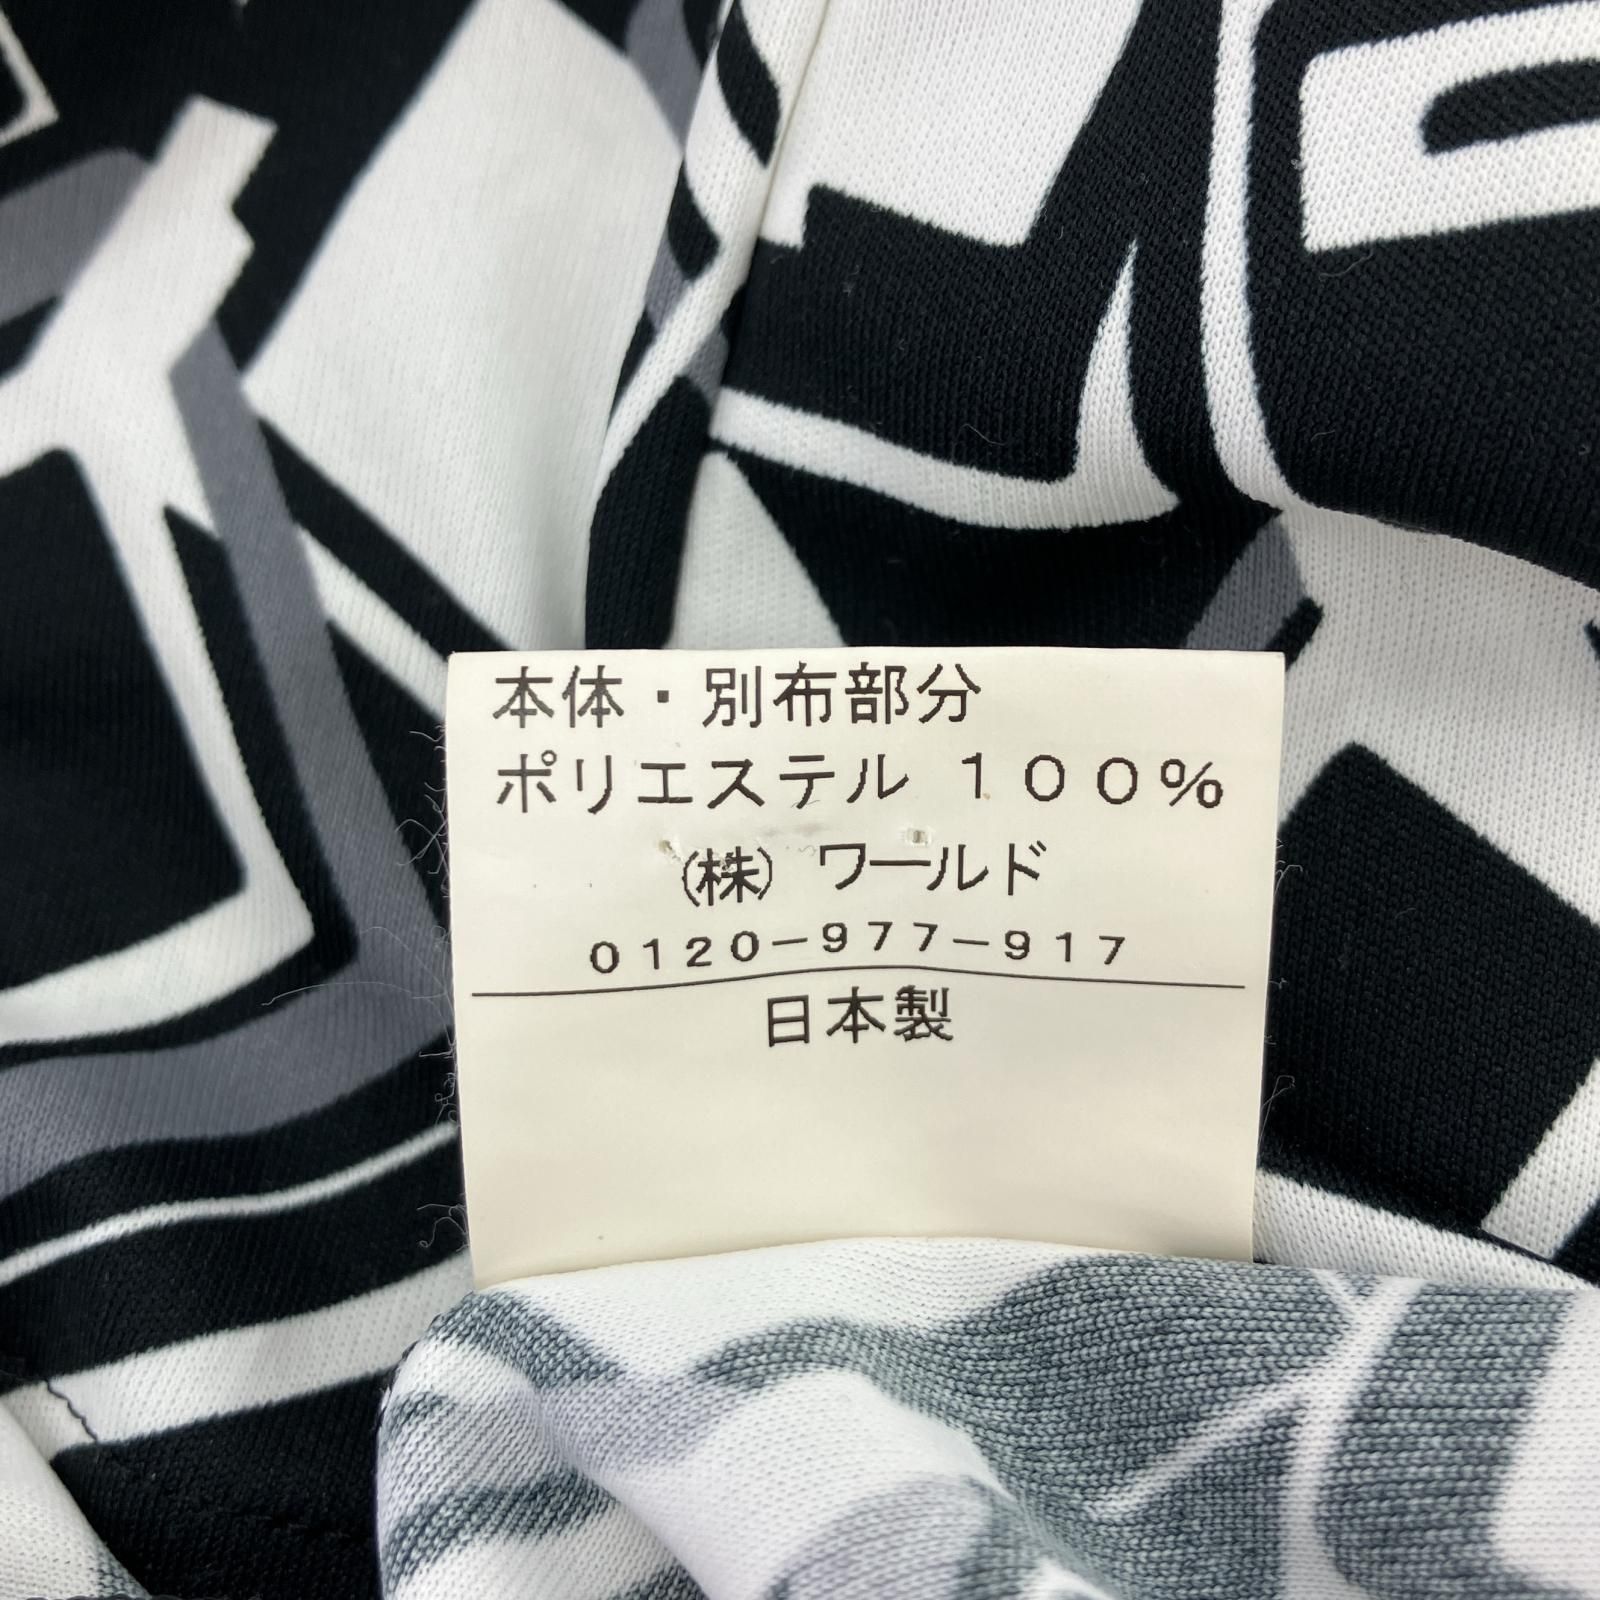 本体・別布部分
ポリエステル 100%
(株) ワールド
0120-977-917
日本製